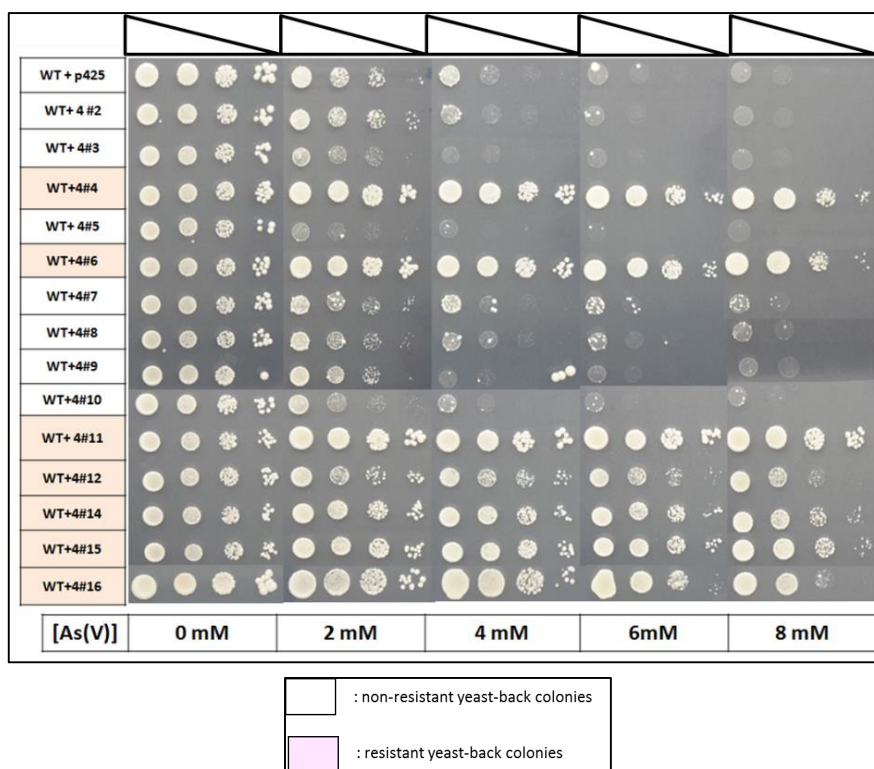 WT + p425
WT+ 4 #2
WT+ 4#3
WT+4#4
WT+ 4#5
WT+4#6
WT+4#7
WT+4#8
WT+4#9
WT+4#10
WT+ 4#11
WT+4#12
WT+4#14
WT+4#15
WT+4#16
[As(V)] 0 mM 2 mM 4 mM 6mM 8 mM
: non-resistant yeast-back colonies
: resistant yeast-back colonies